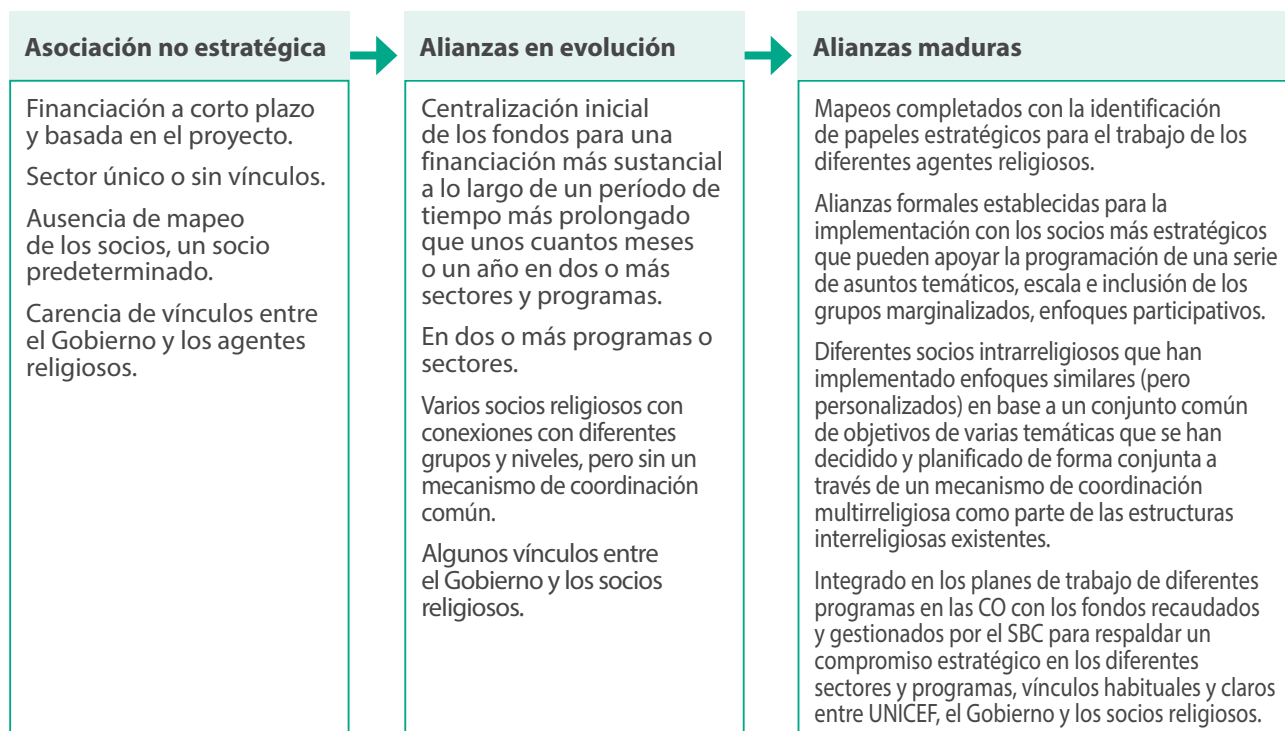 Asociación no estratégica
Financiación a corto plazo
y basada en el proyecto.
Sector único o sin vínculos.
Ausencia de mapeo
de los socios, un socio
predeterminado.
Carencia de vínculos entre
el Gobierno y los agentes
religiosos.
Alianzas en evolución
Centralización inicial
de los fondos para una
financiación más sustancial
a lo largo de un período de
tiempo más prolongado
que unos cuantos meses
o un año en dos o más
sectores y programas.
En dos o más programas o
sectores.
Varios socios religiosos con
conexiones con diferentes
grupos y niveles, pero sin un
mecanismo de coordinación
común.
Algunos vínculos entre
el Gobierno y los socios
religiosos.
Alianzas maduras
Mapeos completados con la identificación
de papeles estratégicos para el trabajo de los
diferentes agentes religiosos.
Alianzas formales establecidas para la
implementación con los socios más estratégicos
que pueden apoyar la programación de una serie
de asuntos temáticos, escala e inclusión de los
grupos marginalizados, enfoques participativos.
Diferentes socios intrarreligiosos que han
implementado enfoques similares (pero
personalizados) en base a un conjunto común
de objetivos de varias temáticas que se han
decidido y planificado de forma conjunta a
través de un mecanismo de coordinación
multirreligiosa como parte de las estructuras
interreligiosas existentes.
Integrado en los planes de trabajo de diferentes
programas en las CO con los fondos recaudados
y gestionados por el SBC para respaldar un
compromiso estratégico en los diferentes
sectores y programas, vínculos habituales y claros
entre UNICEF, el Gobierno y los socios religiosos.